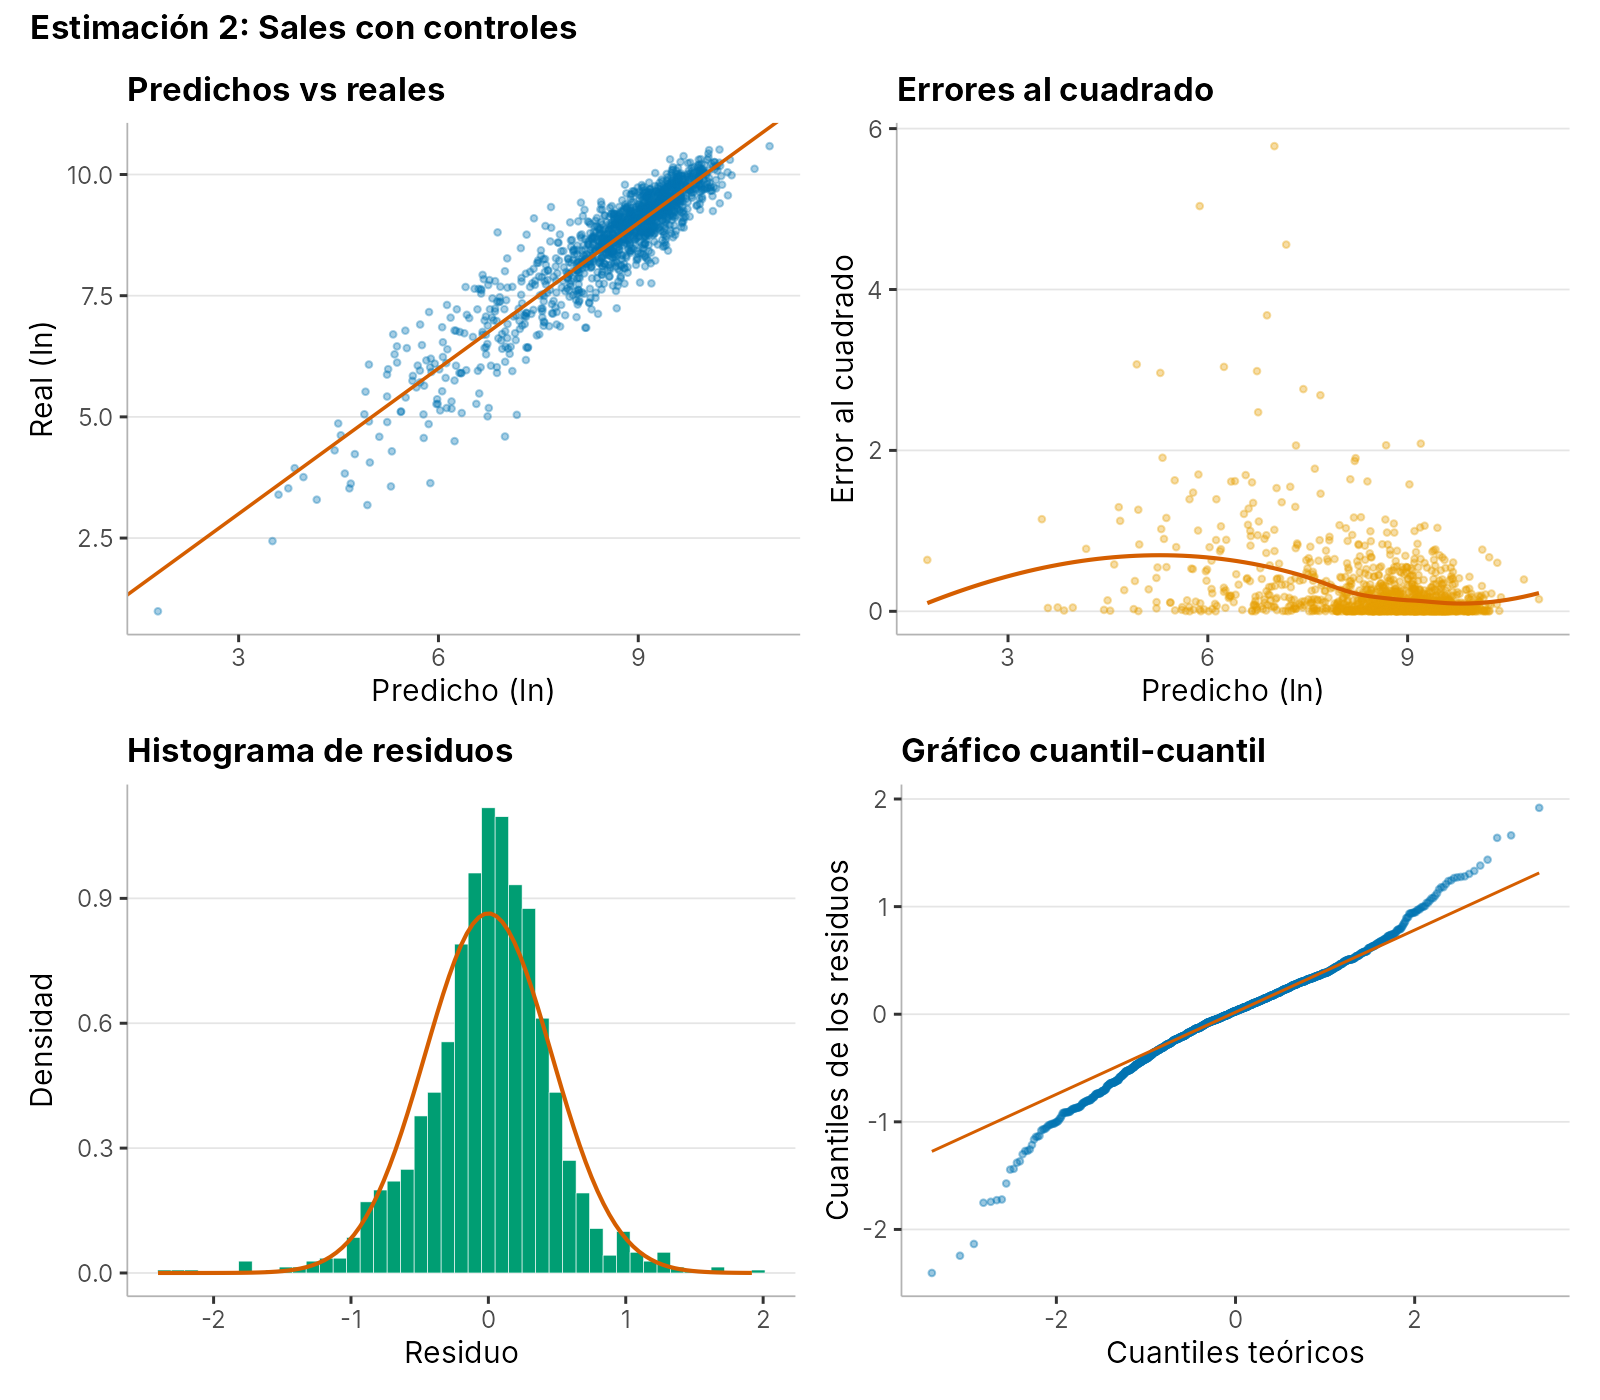 Estimación 2: Sales con controles
Predichos vs reales
Real (ln)
10.0
7.5
5.0
2.5
3
6
9
Predicho (ln)
Errores al cuadrado
Error al cuadrado
6
4
2
0
3
6
9
Predicho (ln)
Histograma de residuos
Densidad
0.9
0.6
0.3
0.0
-2
-1
0
1
2
Residuo
Gráfico cuantil-cuantil
Cuantiles de los residuos
2
1
0
-1
-2
-2
0
2
Cuantiles teóricos